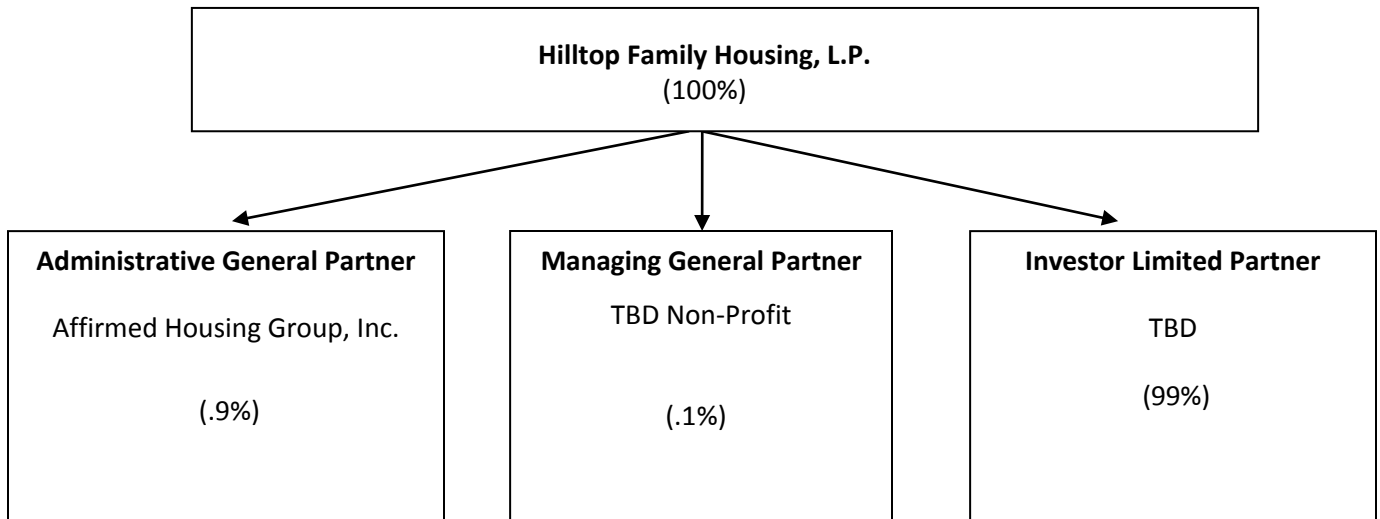 Hilltop Family Housing, L.P.
(100%)
Administrative General Partner
Affirmed Housing Group, Inc.
(.9%)
Managing General Partner
TBD Non-Profit
(.1%)
Investor Limited Partner
TBD
(99%)